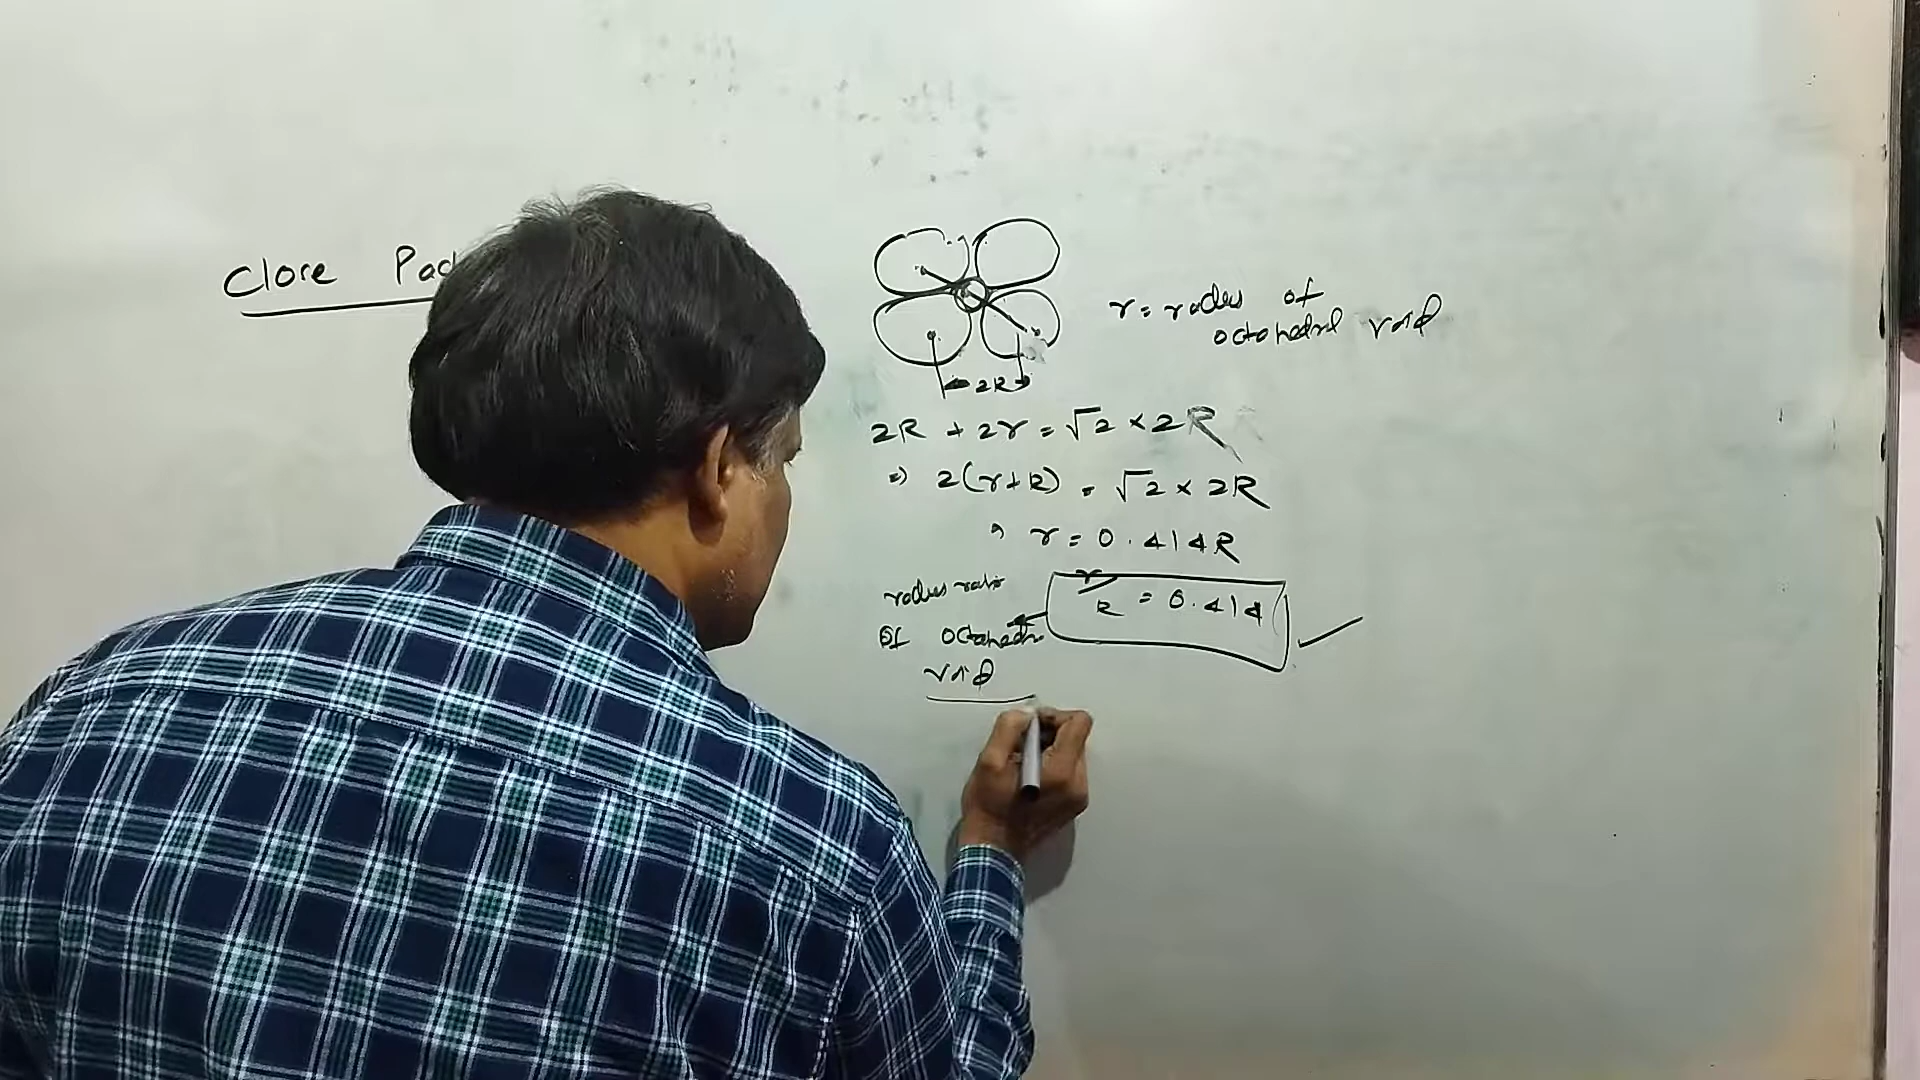 Close Pac
r = radius of
octahedral void
2R
2R + 2r = √2 × 2R
⇒ 2(r+R) = √2 × 2R
, r = 0.414R
radius ratio
of octahedral
void
r/R = 0.414